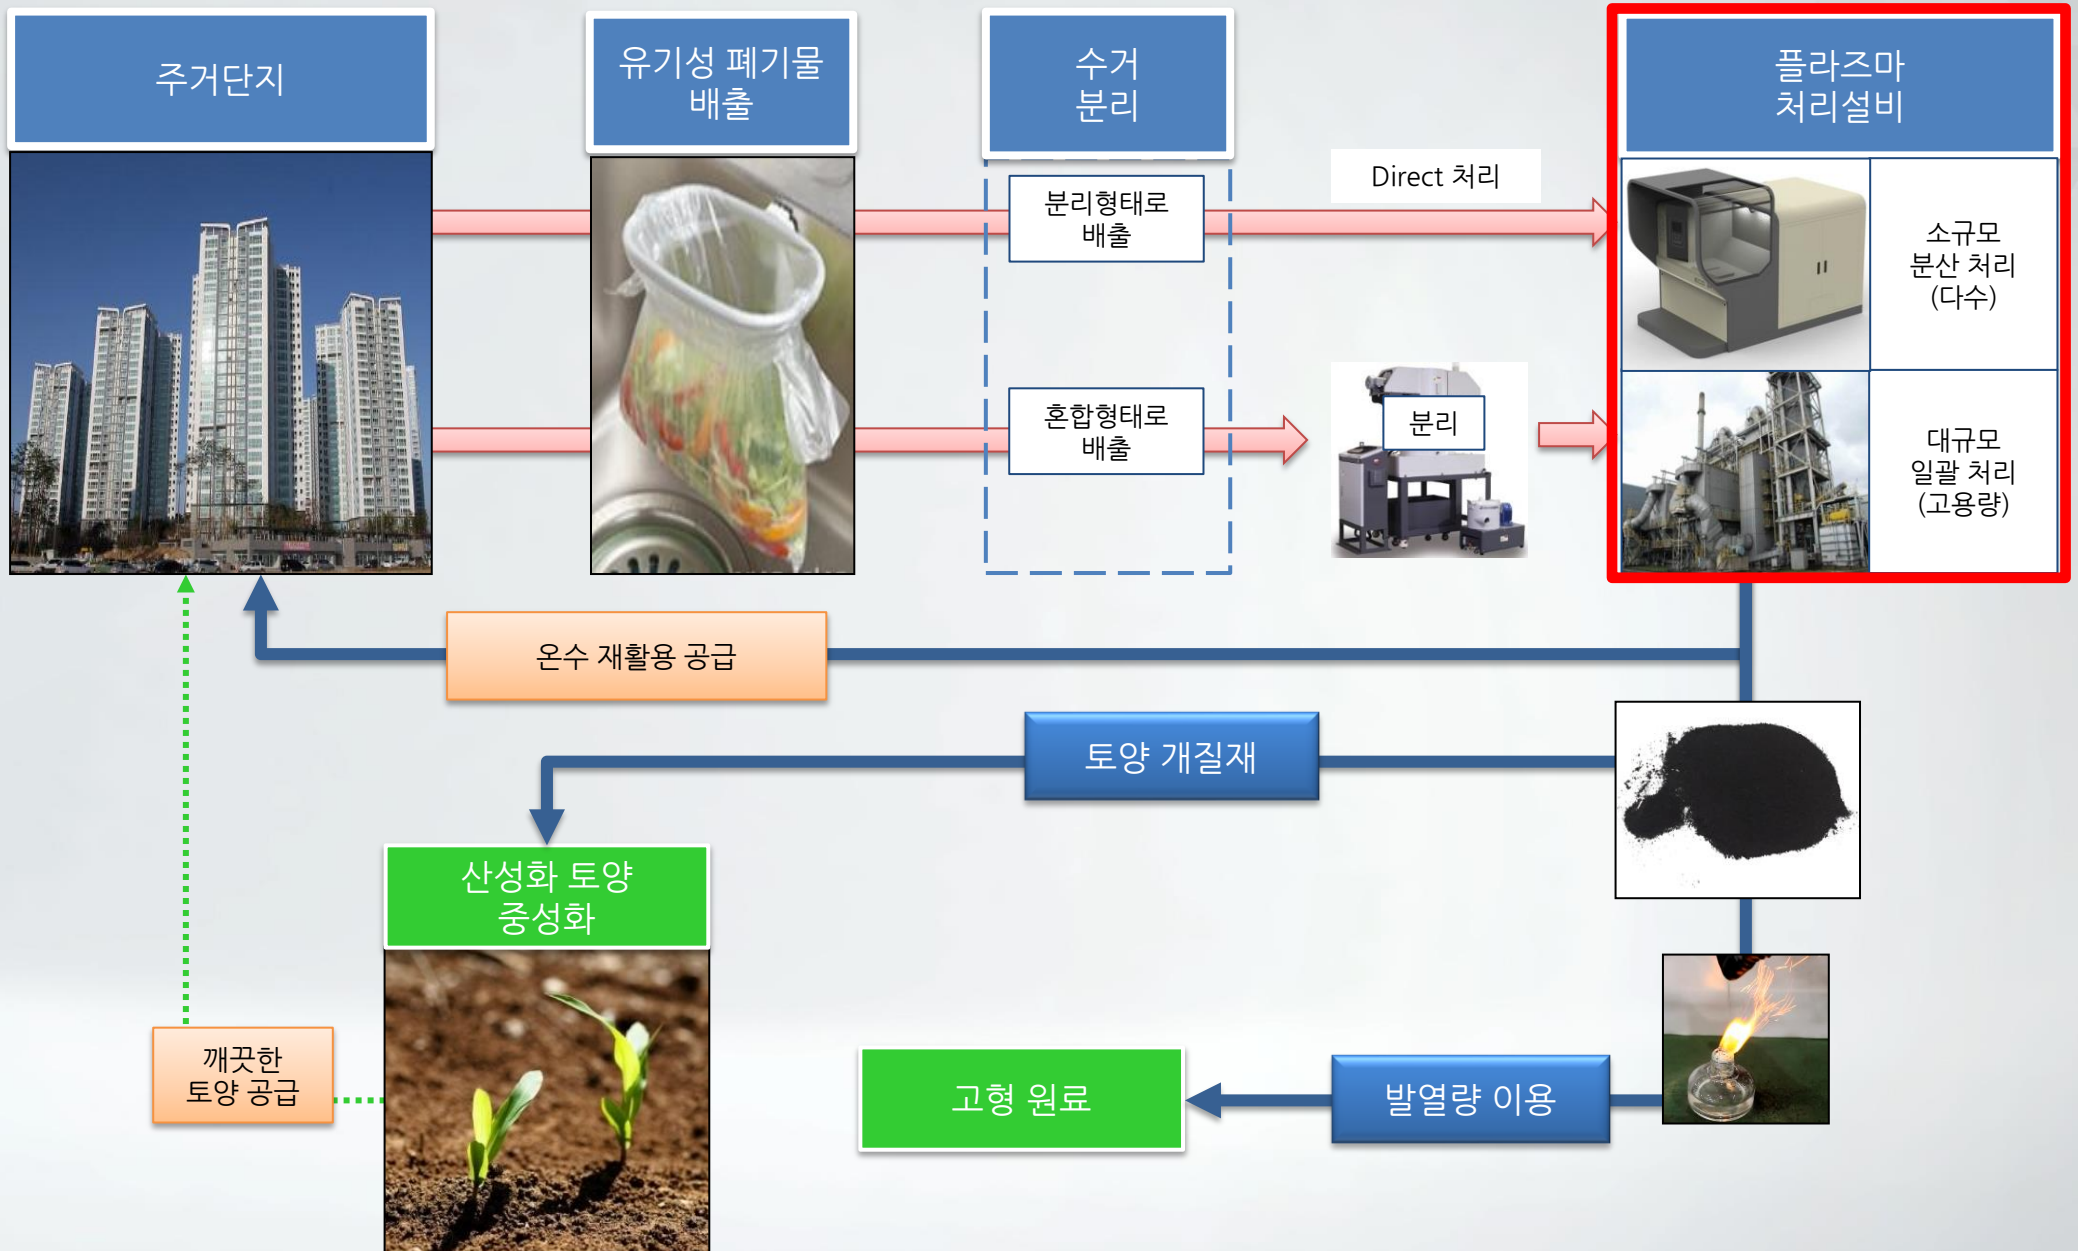 주거단지
유기성 폐기물
배출
수거
분리
플라즈마
처리설비
분리형태로
배출
Direct 처리
소규모
분산 처리
(다수)
혼합형태로
배출
분리
대규모
일괄 처리
(고용량)
온수 재활용 공급
토양 개질재
산성화 토양
중성화
깨끗한
토양 공급
고형 원료
발열량 이용